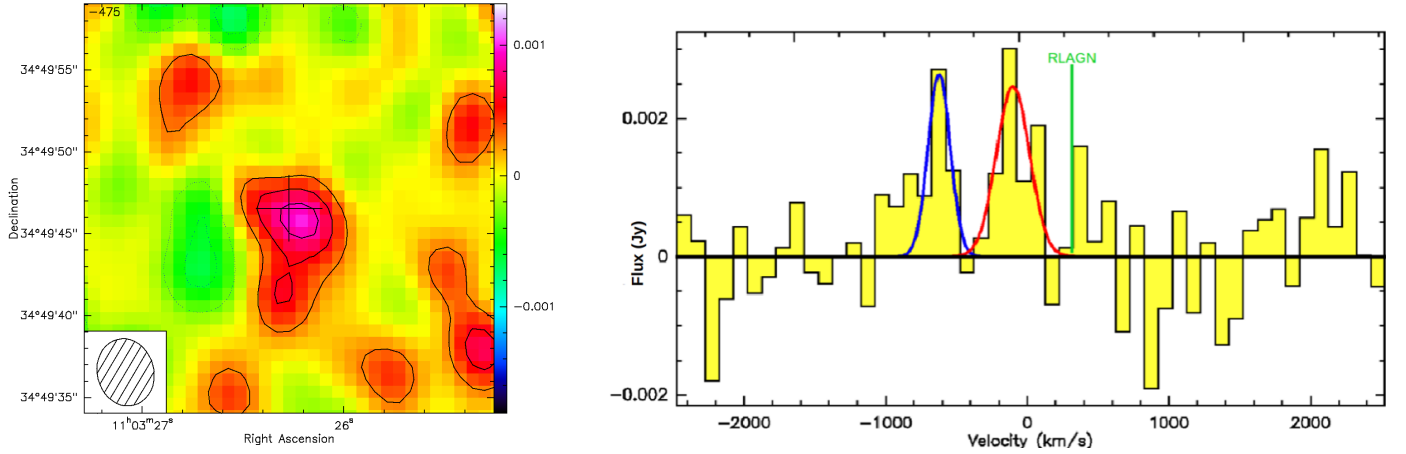 -475
34°49'55"
34°49'50"
34°49'45"
34°49'40"
34°49'35"
Declination
11ʰ03ᵐ27ˢ
26ˢ
Right Ascension
0.001
0
-0.001
RLAGN
0.002
0
-0.002
Flux (Jy)
-2000
-1000
0
1000
2000
Velocity (km/s)